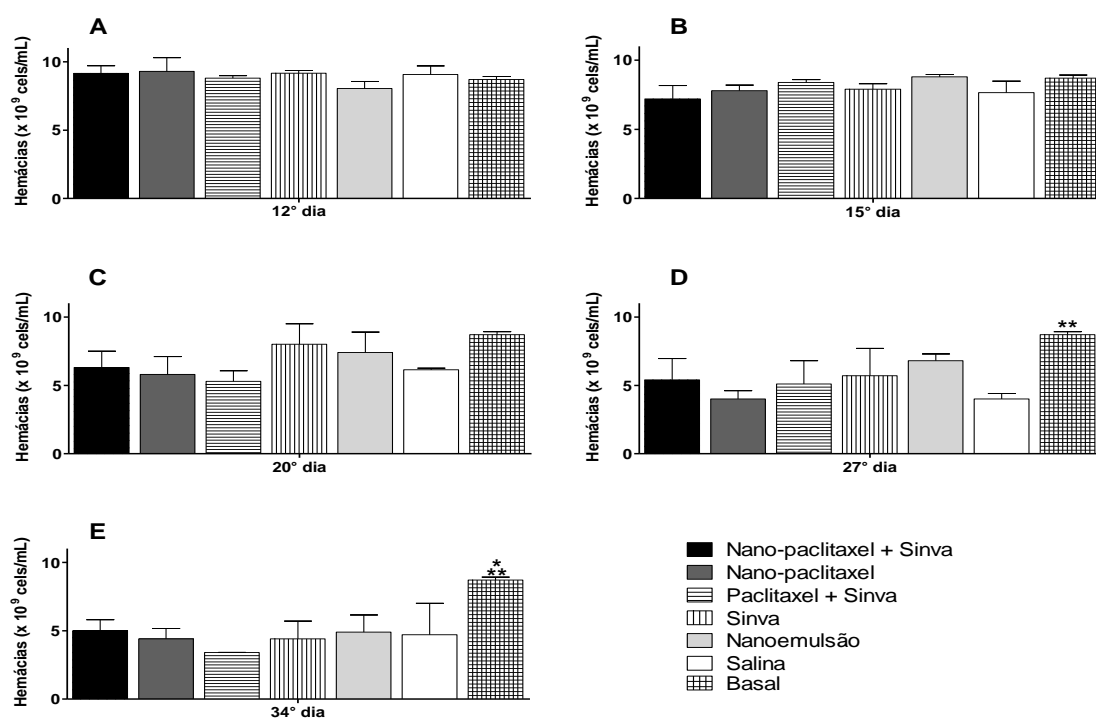 A
Hemácias (x 10⁹ cels/mL)
10
5
0
12° dia
B
Hemácias (x 10⁹ cels/mL)
10
5
0
15° dia
C
Hemácias (x 10⁹ cels/mL)
10
5
0
20° dia
D
Hemácias (x 10⁹ cels/mL)
10
5
0
**
27° dia
E
Hemácias (x 10⁹ cels/mL)
10
5
0
*
**
34° dia
Nano-paclitaxel + Sinva
Nano-paclitaxel
Paclitaxel + Sinva
Sinva
Nanoemulsão
Salina
Basal